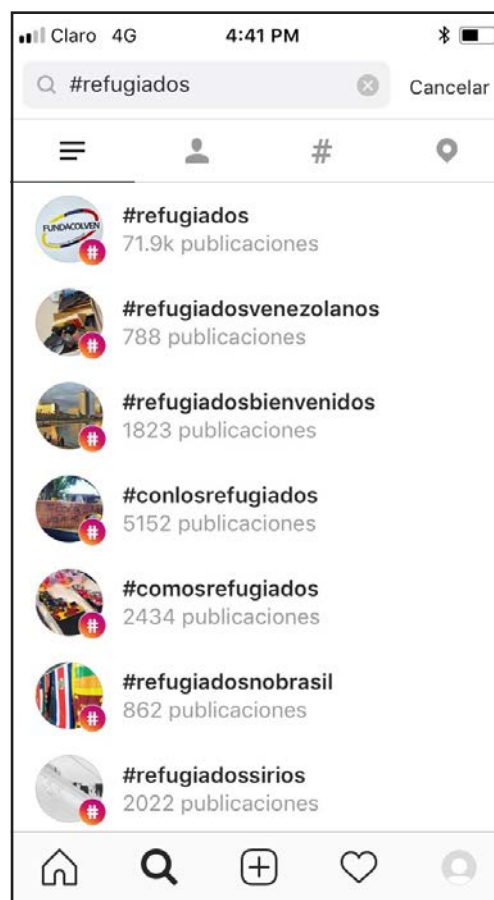 Claro 4G 4:41 PM
#refugiados Cancelar
#
FUNDACOLVEN
#refugiados
71.9k publicaciones
#refugiadosvenezolanos
788 publicaciones
#refugiadosbienvenidos
1823 publicaciones
#conlosrefugiados
5152 publicaciones
#comosrefugiados
2434 publicaciones
#refugiadosnobrasil
862 publicaciones
#refugiadossirios
2022 publicaciones